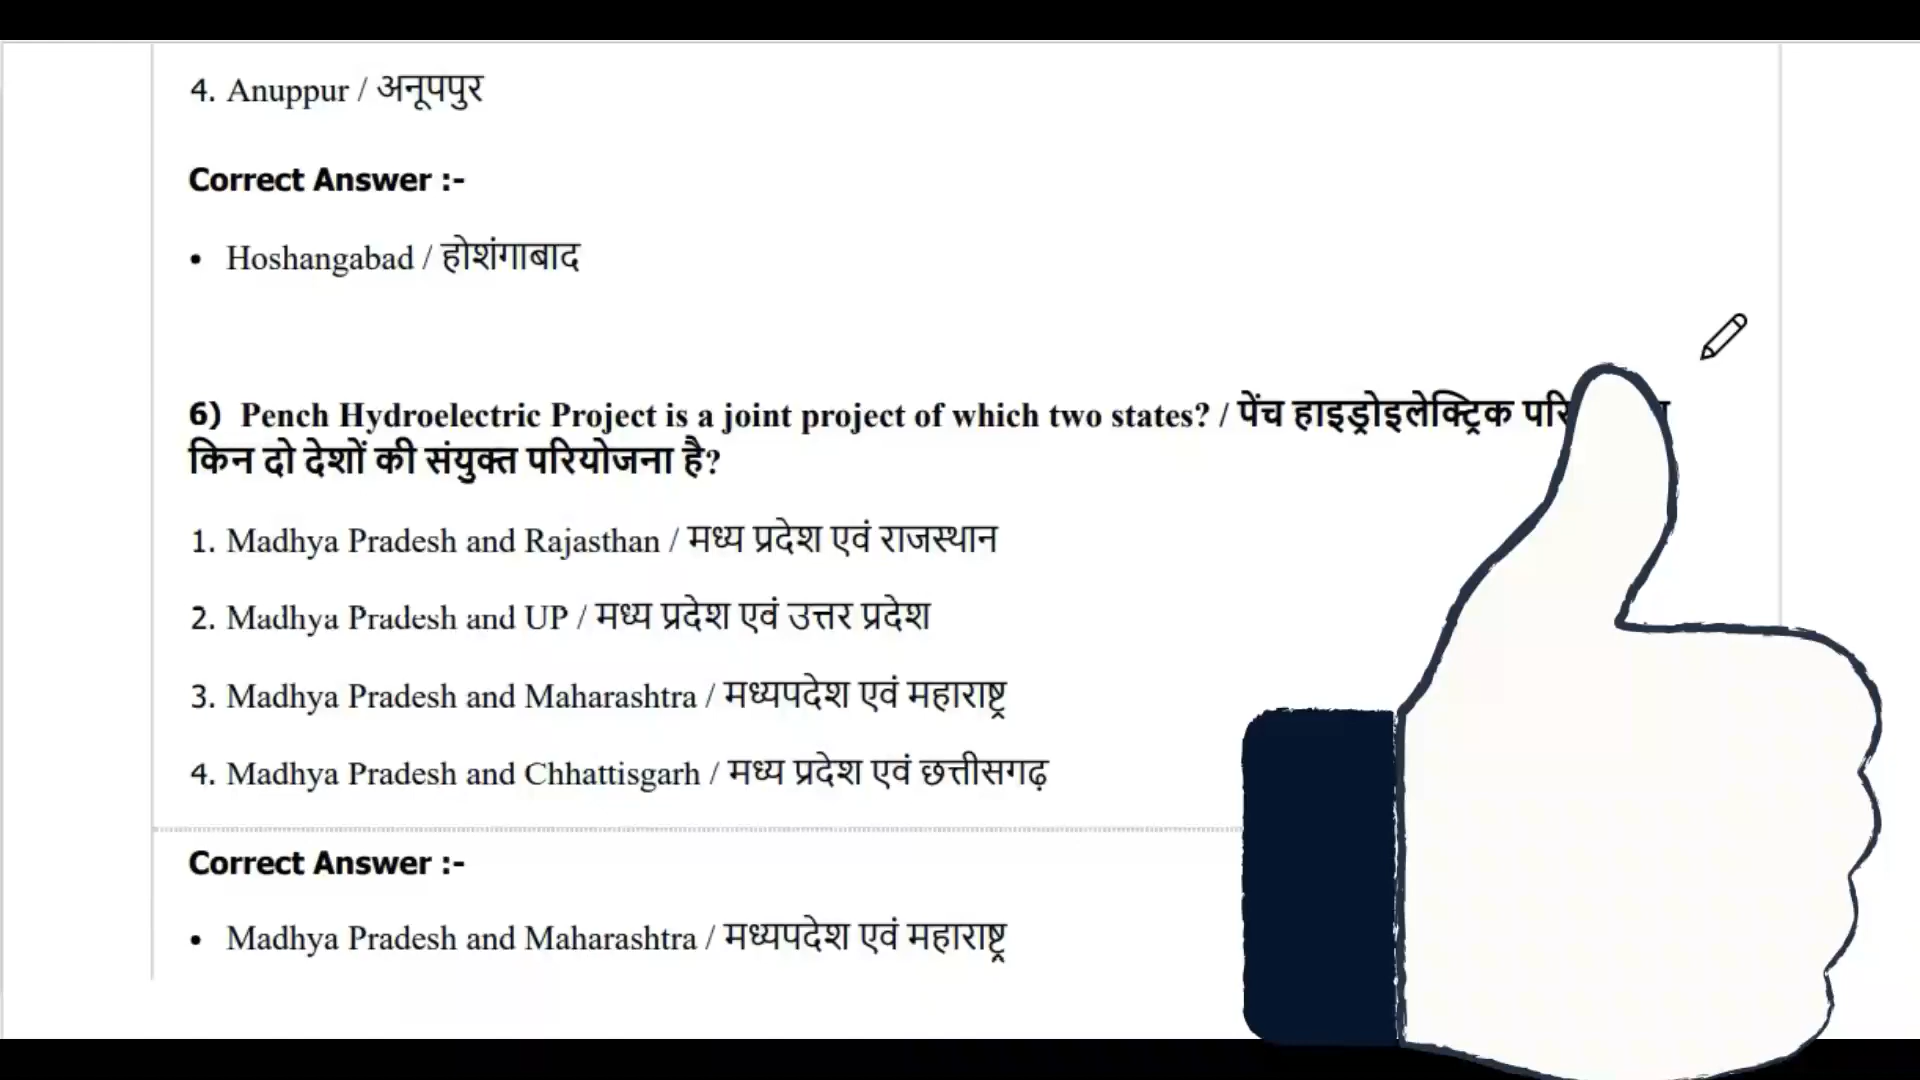 4. Anuppur / अनूपपुर
Correct Answer :-
• Hoshangabad / होशंगाबाद
6) Pench Hydroelectric Project is a joint project of which two states? / पेंच हाइड्रोइलेक्ट्रिक
किन दो देशों की संयुक्त परियोजना है?
1. Madhya Pradesh and Rajasthan / मध्य प्रदेश एवं राजस्थान
2. Madhya Pradesh and UP / मध्य प्रदेश एवं उत्तर प्रदेश
3. Madhya Pradesh and Maharashtra / मध्यपदेश एवं महाराष्ट्र
4. Madhya Pradesh and Chhattisgarh / मध्य प्रदेश एवं छत्तीसगढ़
Correct Answer :-
• Madhya Pradesh and Maharashtra / मध्यपदेश एवं महाराष्ट्र